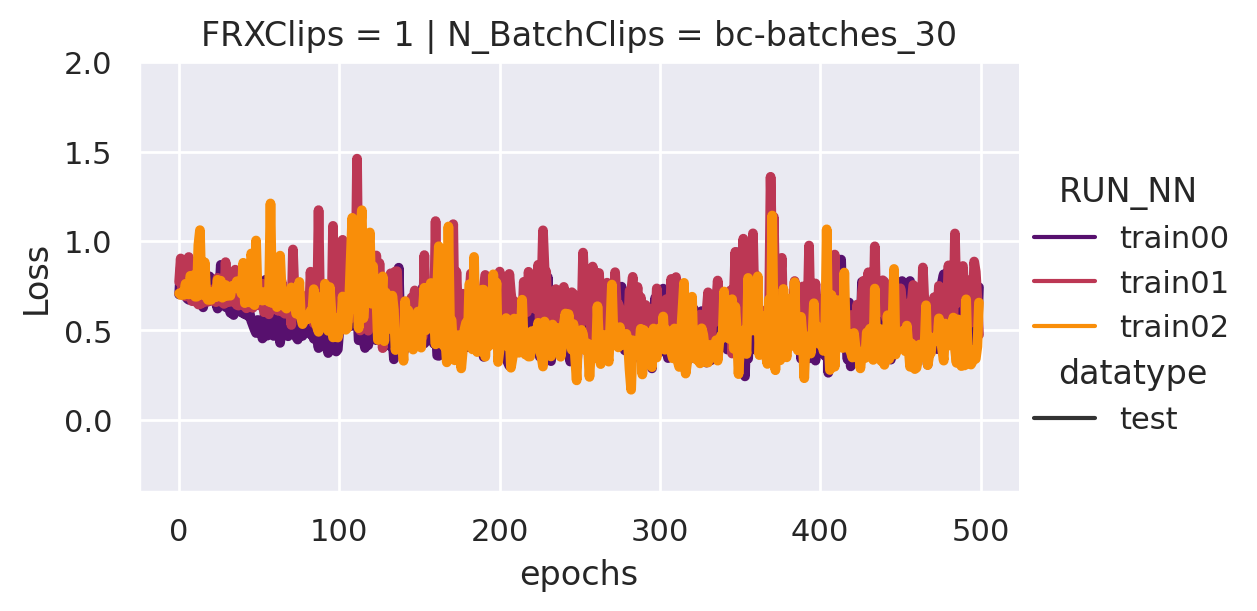 FRXClips = 1 | N_BatchClips = bc-batches_30
2.0
1.5
1.0
0.5
0.0
Loss
0 100 200 300 400 500
epochs
RUN_NN
train00
train01
train02
datatype
test